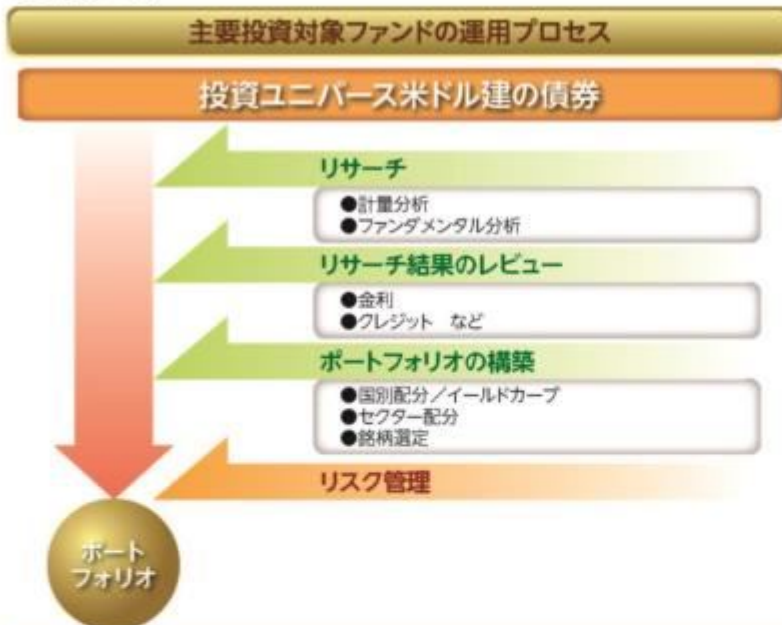 主要投資対象ファンドの運用プロセス
投資ユニバース米ドル建の債券
リサーチ
●計量分析
●ファンダメンタル分析
リサーチ結果のレビュー
●金利
●クレジット　など
ポートフォリオの構築
●国別配分／イールドカーブ
●セクター配分
●銘柄選定
リスク管理
ポート
フォリオ